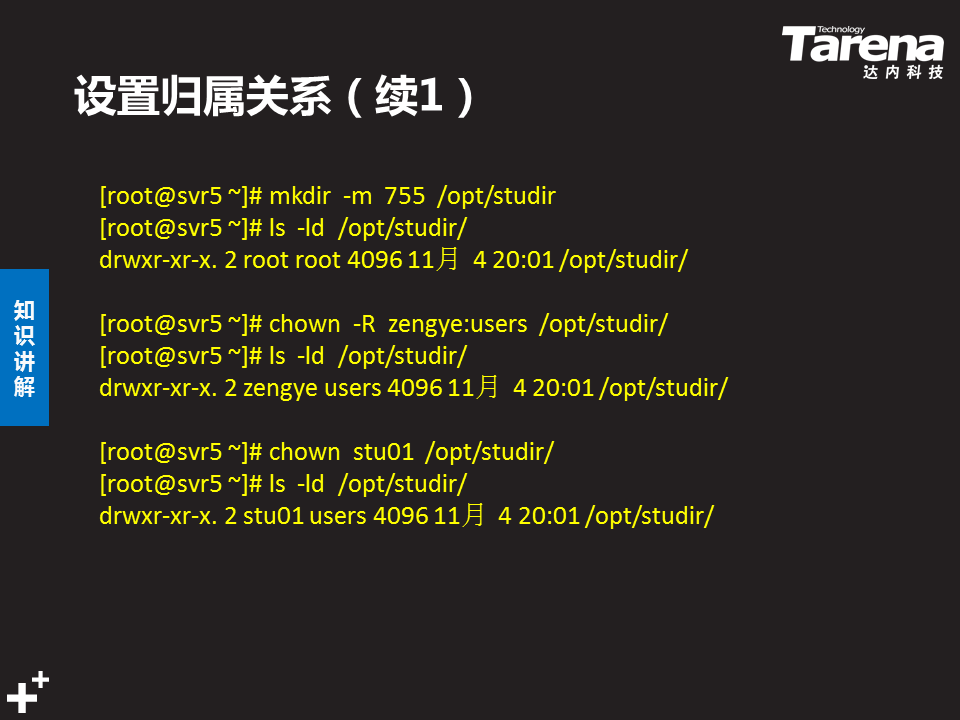 Technology
Tarena
达内科技
设置归属关系（续1）
[root@svr5 ~]# mkdir -m 755 /opt/studir
[root@svr5 ~]# ls -ld /opt/studir/
drwxr-xr-x. 2 root root 4096 11月 4 20:01 /opt/studir/
[root@svr5 ~]# chown -R zengye:users /opt/studir/
[root@svr5 ~]# ls -ld /opt/studir/
drwxr-xr-x. 2 zengye users 4096 11月 4 20:01 /opt/studir/
[root@svr5 ~]# chown stu01 /opt/studir/
[root@svr5 ~]# ls -ld /opt/studir/
drwxr-xr-x. 2 stu01 users 4096 11月 4 20:01 /opt/studir/
知识讲解